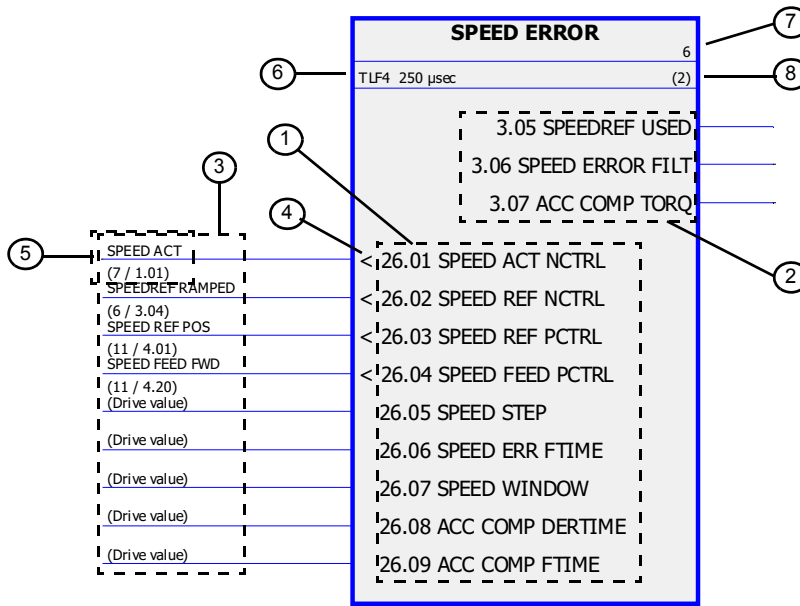 SPEED ERROR
7
6
6
TLF4 250 µsec
(2)
8
3.05 SPEEDREF USED
1
3.06 SPEED ERROR FILT
3
3.07 ACC COMP TORQ
4
5
SPEED ACT
< 26.01 SPEED ACT NCTRL
2
(7 / 1.01)
SPEEDREF RAMPED
< 26.02 SPEED REF NCTRL
(6 / 3.04)
SPEED REF POS
< 26.03 SPEED REF PCTRL
(11 / 4.01)
SPEED FEED FWD
< 26.04 SPEED FEED PCTRL
(11 / 4.20)
(Drive value)
26.05 SPEED STEP
(Drive value)
26.06 SPEED ERR FTIME
(Drive value)
26.07 SPEED WINDOW
(Drive value)
26.08 ACC COMP DERTIME
(Drive value)
26.09 ACC COMP FTIME